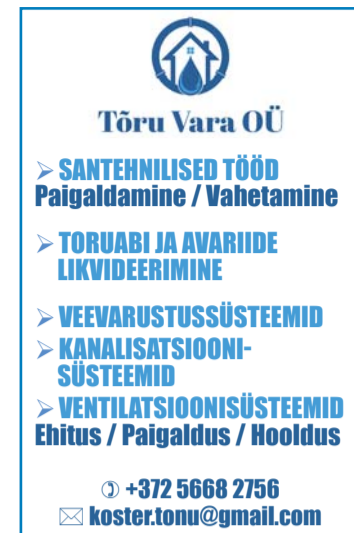 Tõru Vara OÜ
➢ SANTEHNILISED TÖÖD
Paigaldamine / Vahetamine
➢ TORUABI JA AVARIIDE
LIKVIDEERIMINE
➢ VEEVARUSTUSSÜSTEEMID
➢ KANALISATSIOONI-
SÜSTEEMID
➢ VENTILATSIOONISÜSTEEMID
Ehitus / Paigaldus / Hooldus
✆ +372 5668 2756
✉ koster.tonu@gmail.com